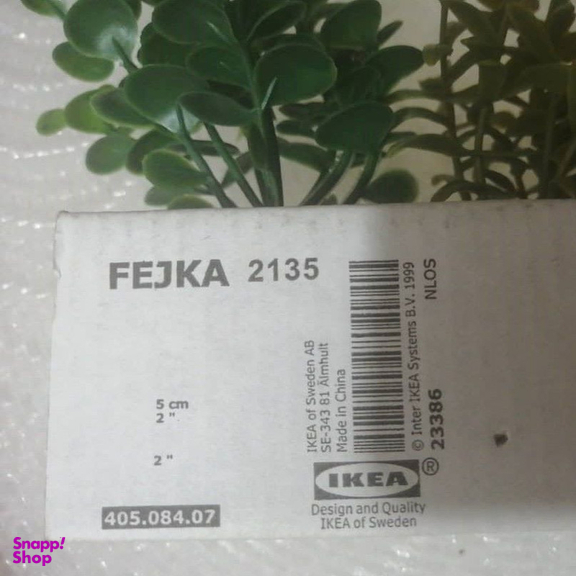 FEJKA 2135
5 cm
2 "
2 "
405.084.07
IKEA of Sweden AB
SE-343 81 Älmhult
Made in China
© Inter IKEA Systems B.V. 1999
23386
NLOS
IKEA®
Design and Quality
IKEA of Sweden
Snapp!
Shop